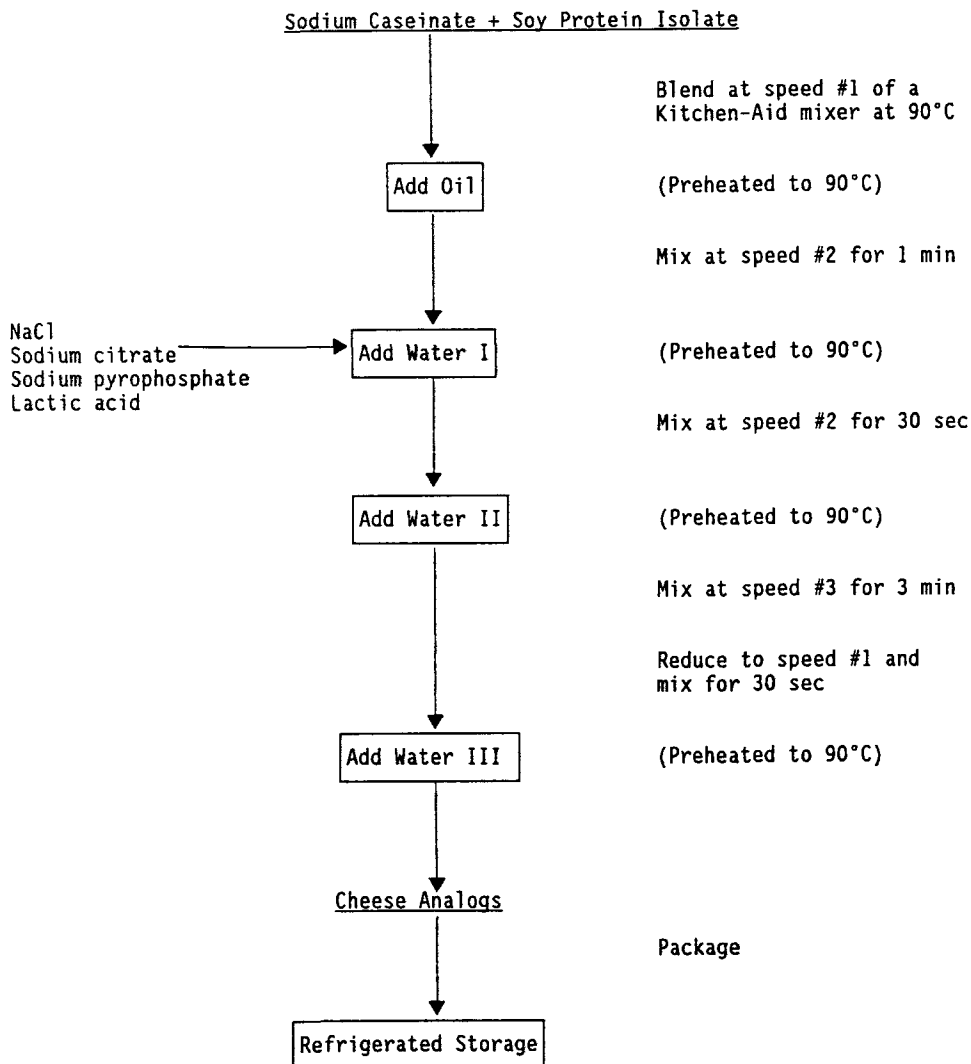 Sodium Caseinate + Soy Protein Isolate
Blend at speed #1 of a
Kitchen-Aid mixer at 90°C
Add Oil
(Preheated to 90°C)
Mix at speed #2 for 1 min
NaCl
Sodium citrate
Sodium pyrophosphate
Lactic acid
Add Water I
(Preheated to 90°C)
Mix at speed #2 for 30 sec
Add Water II
(Preheated to 90°C)
Mix at speed #3 for 3 min
Reduce to speed #1 and
mix for 30 sec
Add Water III
(Preheated to 90°C)
Cheese Analogs
Package
Refrigerated Storage